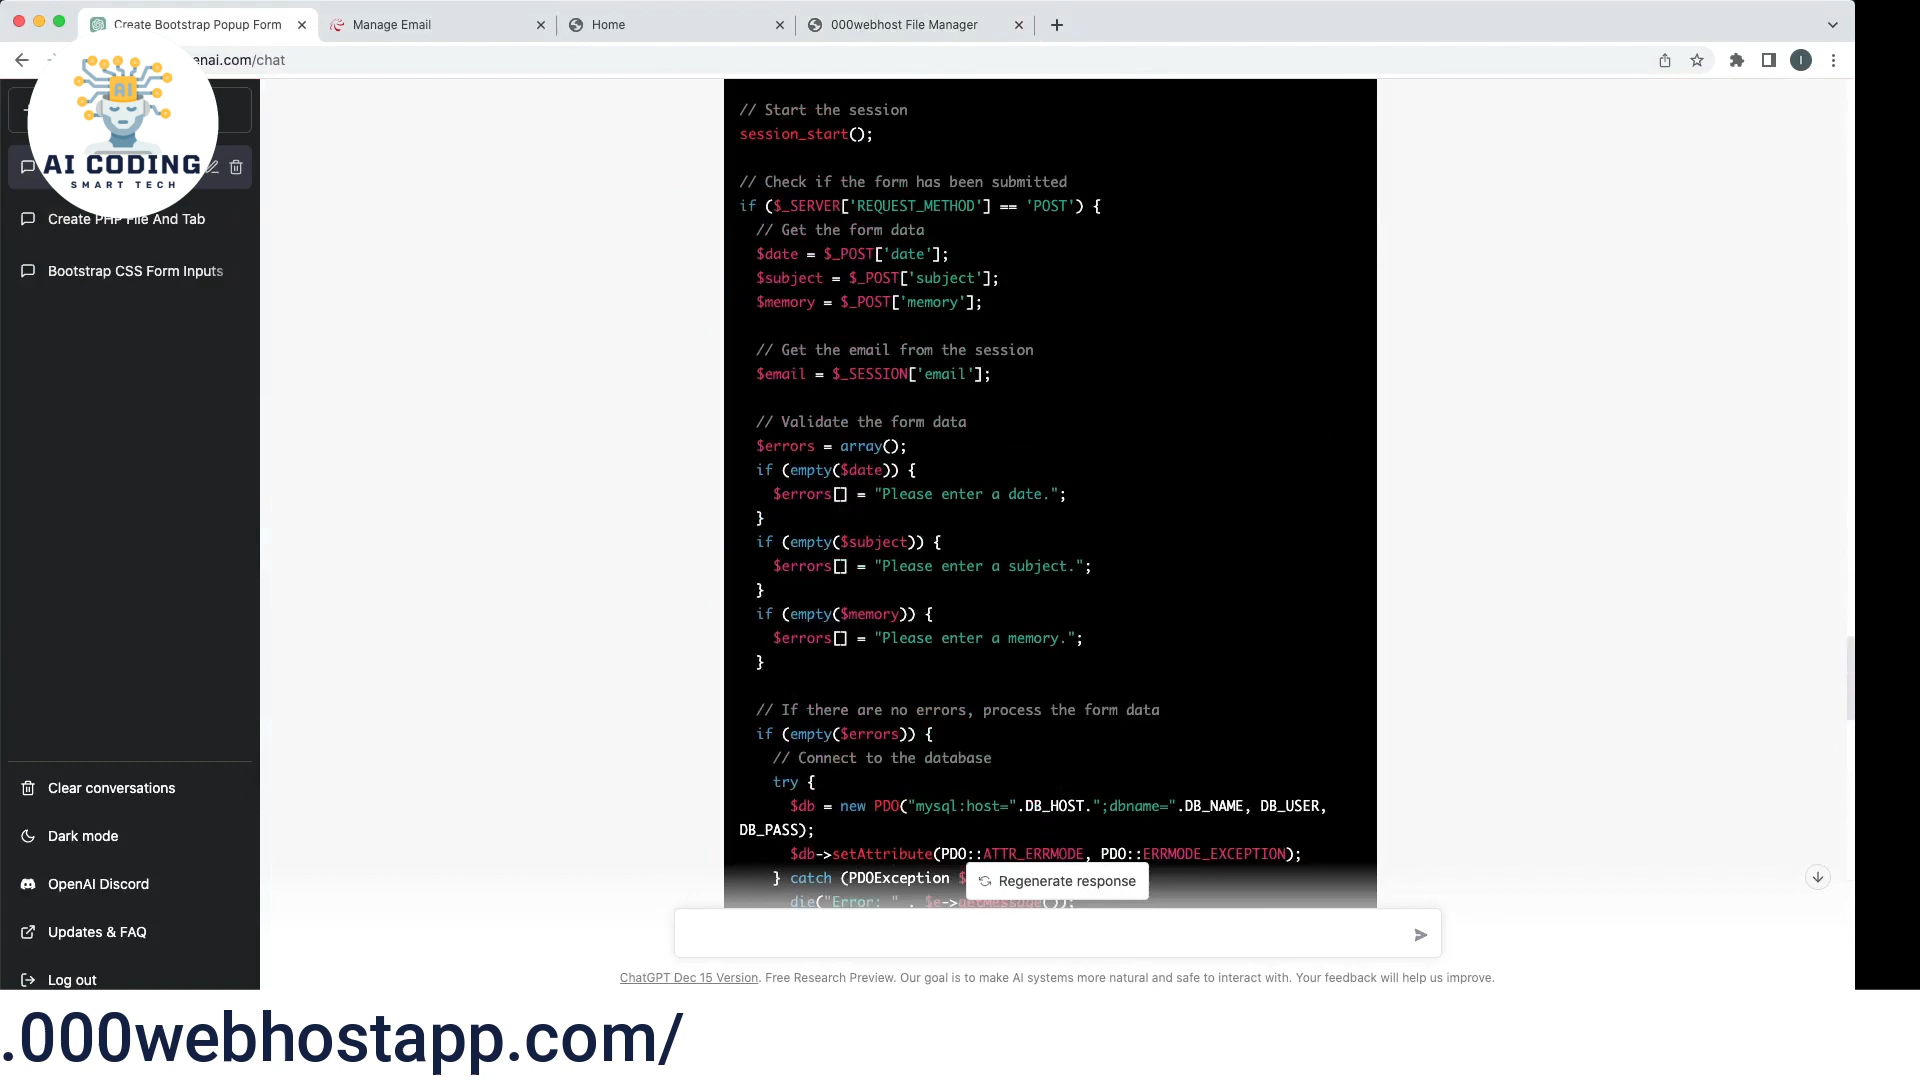 Create Bootstrap Popup Form
Manage Email
Home
000webhost File Manager
enai.com/chat
I
AI
AI CODING
SMART TECH
Create PHP File And Tab
Bootstrap CSS Form Inputs
// Start the session
session_start();
// Check if the form has been submitted
if ($_SERVER['REQUEST_METHOD'] == 'POST') {
// Get the form data
$date = $_POST['date'];
$subject = $_POST['subject'];
$memory = $_POST['memory'];
// Get the email from the session
$email = $_SESSION['email'];
// Validate the form data
$errors = array();
if (empty($date)) {
$errors[] = "Please enter a date.";
}
if (empty($subject)) {
$errors[] = "Please enter a subject.";
}
if (empty($memory)) {
$errors[] = "Please enter a memory.";
}
// If there are no errors, process the form data
if (empty($errors)) {
// Connect to the database
try {
$db = new PDO("mysql:host=".DB_HOST.";dbname=".DB_NAME, DB_USER,
DB_PASS);
$db->setAttribute(PDO::ATTR_ERRMODE, PDO::ERRMODE_EXCEPTION);
} catch (PDOException $
die("Error: " . $e->getMessage());
Regenerate response
Clear conversations
Dark mode
OpenAI Discord
Updates & FAQ
Log out
ChatGPT Dec 15 Version. Free Research Preview. Our goal is to make AI systems more natural and safe to interact with. Your feedback will help us improve.
.000webhostapp.com/